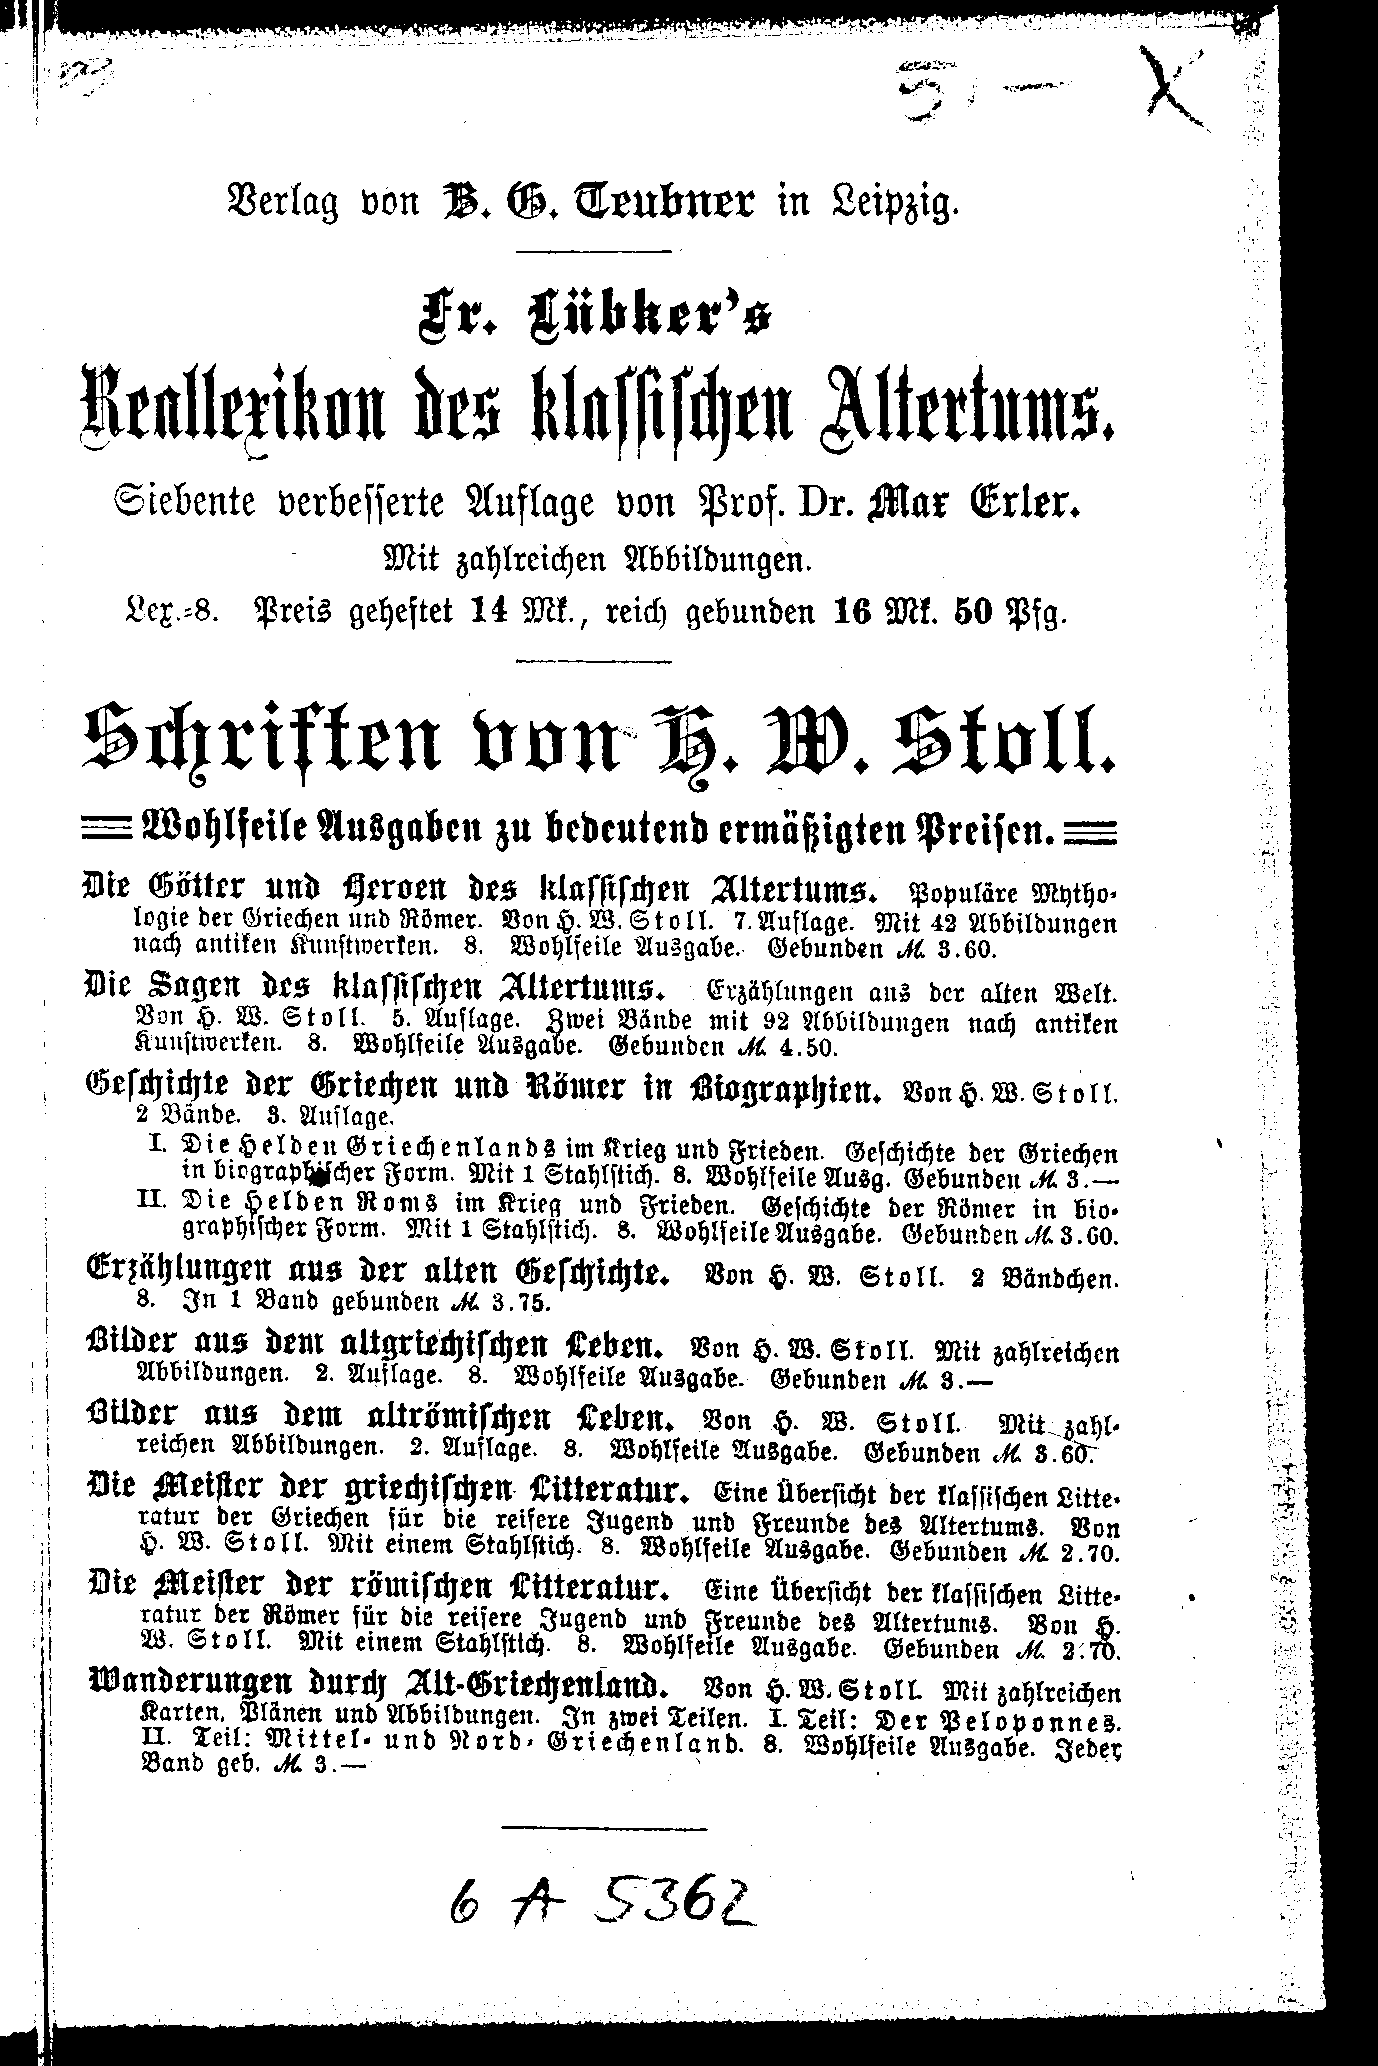 5,— X
Verlag von B. G. Teubner in Leipzig.
Fr. Lübker's
Reallexikon des klassischen Altertums.
Siebente verbesserte Auflage von Prof. Dr. Max Erler.
Mit zahlreichen Abbildungen.
Lex.-8. Preis geheftet 14 Mk., reich gebunden 16 Mk. 50 Pfg.
Schriften von H. W. Stoll.
Wohlfeile Ausgaben zu bedeutend ermäßigten Preisen.
Die Götter und Heroen des klassischen Altertums. Populäre Mytho-
logie der Griechen und Römer. Von H. W. Stoll. 7. Auflage. Mit 42 Abbildungen
nach antiken Kunstwerken. 8. Wohlfeile Ausgabe. Gebunden M. 3.60.
Die Sagen des klassischen Altertums. Erzählungen aus der alten Welt.
Von H. W. Stoll. 5. Auflage. Zwei Bände mit 92 Abbildungen nach antiken
Kunstwerken. 8. Wohlfeile Ausgabe. Gebunden M. 4.50.
Geschichte der Griechen und Römer in Biographien. Von H. W. Stoll.
2 Bände. 3. Auflage.
I. Die Helden Griechenlands im Krieg und Frieden. Geschichte der Griechen
in biographischer Form. Mit 1 Stahlstich. 8. Wohlfeile Ausg. Gebunden M. 3.—
II. Die Helden Roms im Krieg und Frieden. Geschichte der Römer in bio-
graphischer Form. Mit 1 Stahlstich. 8. Wohlfeile Ausgabe. Gebunden M. 3.60.
Erzählungen aus der alten Geschichte. Von H. W. Stoll. 2 Bändchen.
8. In 1 Band gebunden M. 3.75.
Bilder aus dem altgriechischen Leben. Von H. W. Stoll. Mit zahlreichen
Abbildungen. 2. Auflage. 8. Wohlfeile Ausgabe. Gebunden M. 3.—
Bilder aus dem altrömischen Leben. Von H. W. Stoll. Mit zahl-
reichen Abbildungen. 2. Auflage. 8. Wohlfeile Ausgabe. Gebunden M. 3.60.
Die Meister der griechischen Litteratur. Eine Übersicht der klassischen Litte-
ratur der Griechen für die reifere Jugend und Freunde des Altertums. Von
H. W. Stoll. Mit einem Stahlstich. 8. Wohlfeile Ausgabe. Gebunden M. 2.70.
Die Meister der römischen Litteratur. Eine Übersicht der klassischen Litte-
ratur der Römer für die reifere Jugend und Freunde des Altertums. Von H.
W. Stoll. Mit einem Stahlstich. 8. Wohlfeile Ausgabe. Gebunden M. 2.70.
Wanderungen durch Alt-Griechenland. Von H. W. Stoll. Mit zahlreichen
Karten, Plänen und Abbildungen. In zwei Teilen. I. Teil: Der Peloponnes.
II. Teil: Mittel- und Nord-Griechenland. 8. Wohlfeile Ausgabe. Jeder
Band geb. M. 3.—
6 A 5362